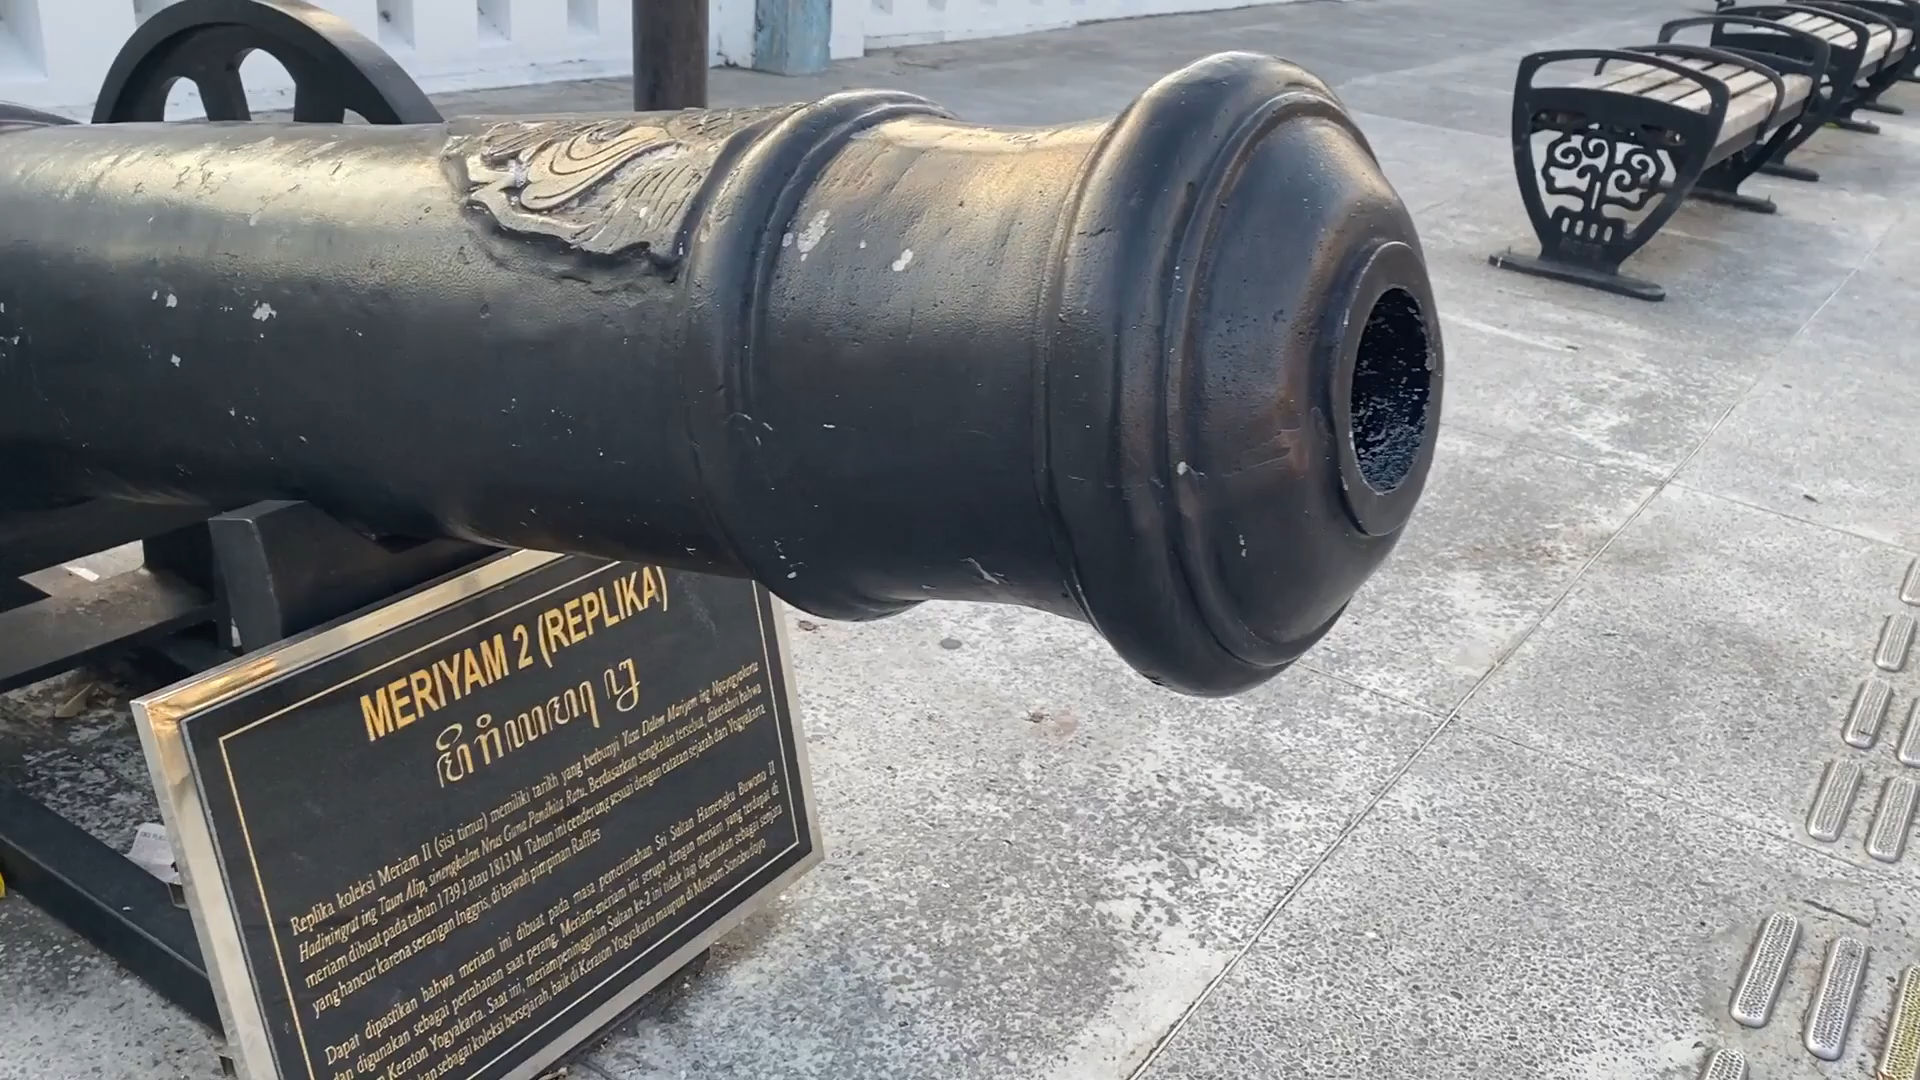 MERIYAM 2 (REPLIKA)
ꦩꦺꦫꦶꦪꦩ꧀ ꧒
Replika koleksi Meriam II (sisi timur) memiliki tarikh yang berbunyi Yasa Dalem Mariyem ing Ngayogyakarta
Hadiningrat ing Taun Alip, sinengkalan Nrus Guna Pandhita Ratu. Berdasarkan sengkalan tersebut, diketahui bahwa
meriam dibuat pada tahun 1739 J atau 1813 M. Tahun ini cenderung sesuai dengan catatan sejarah dari Yogyakarta
yang hancur karena serangan Inggris, di bawah pimpinan Raffles
Dapat dipastikan bahwa meriam ini dibuat pada masa pemerintahan Sri Sultan Hamengku Buwono II
dan digunakan sebagai pertahanan saat perang. Meriam-meriam ini serupa dengan meriam yang terdapat di
Keraton Yogyakarta. Saat ini, meriam peninggalan Sultan ke-2 ini tidak lagi digunakan sebagai senjata
sebagai koleksi bersejarah, baik di Keraton Yogyakarta maupun di Museum Sonobudoyo